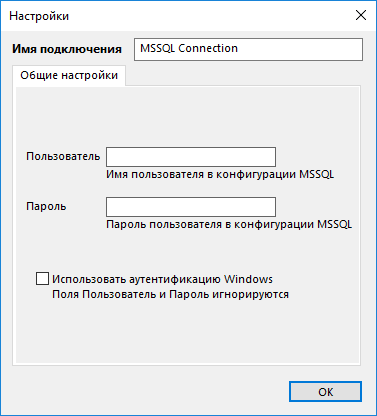 Настройки
Имя подключения MSSQL Connection
Общие настройки
Пользователь
Имя пользователя в конфигурации MSSQL
Пароль
Пароль пользователя в конфигурации MSSQL
Использовать аутентификацию Windows
Поля Пользователь и Пароль игнорируются
OK